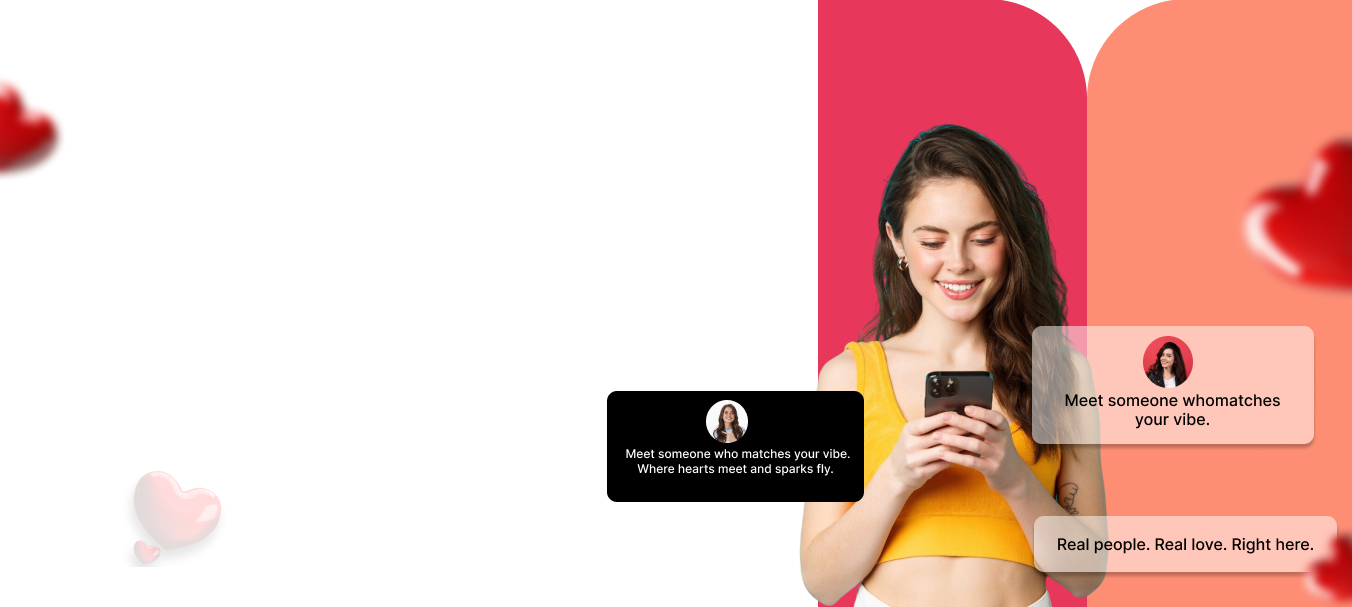 Meet someone whomatches
your vibe.
Meet someone who matches your vibe.
Where hearts meet and sparks fly.
Real people. Real love. Right here.